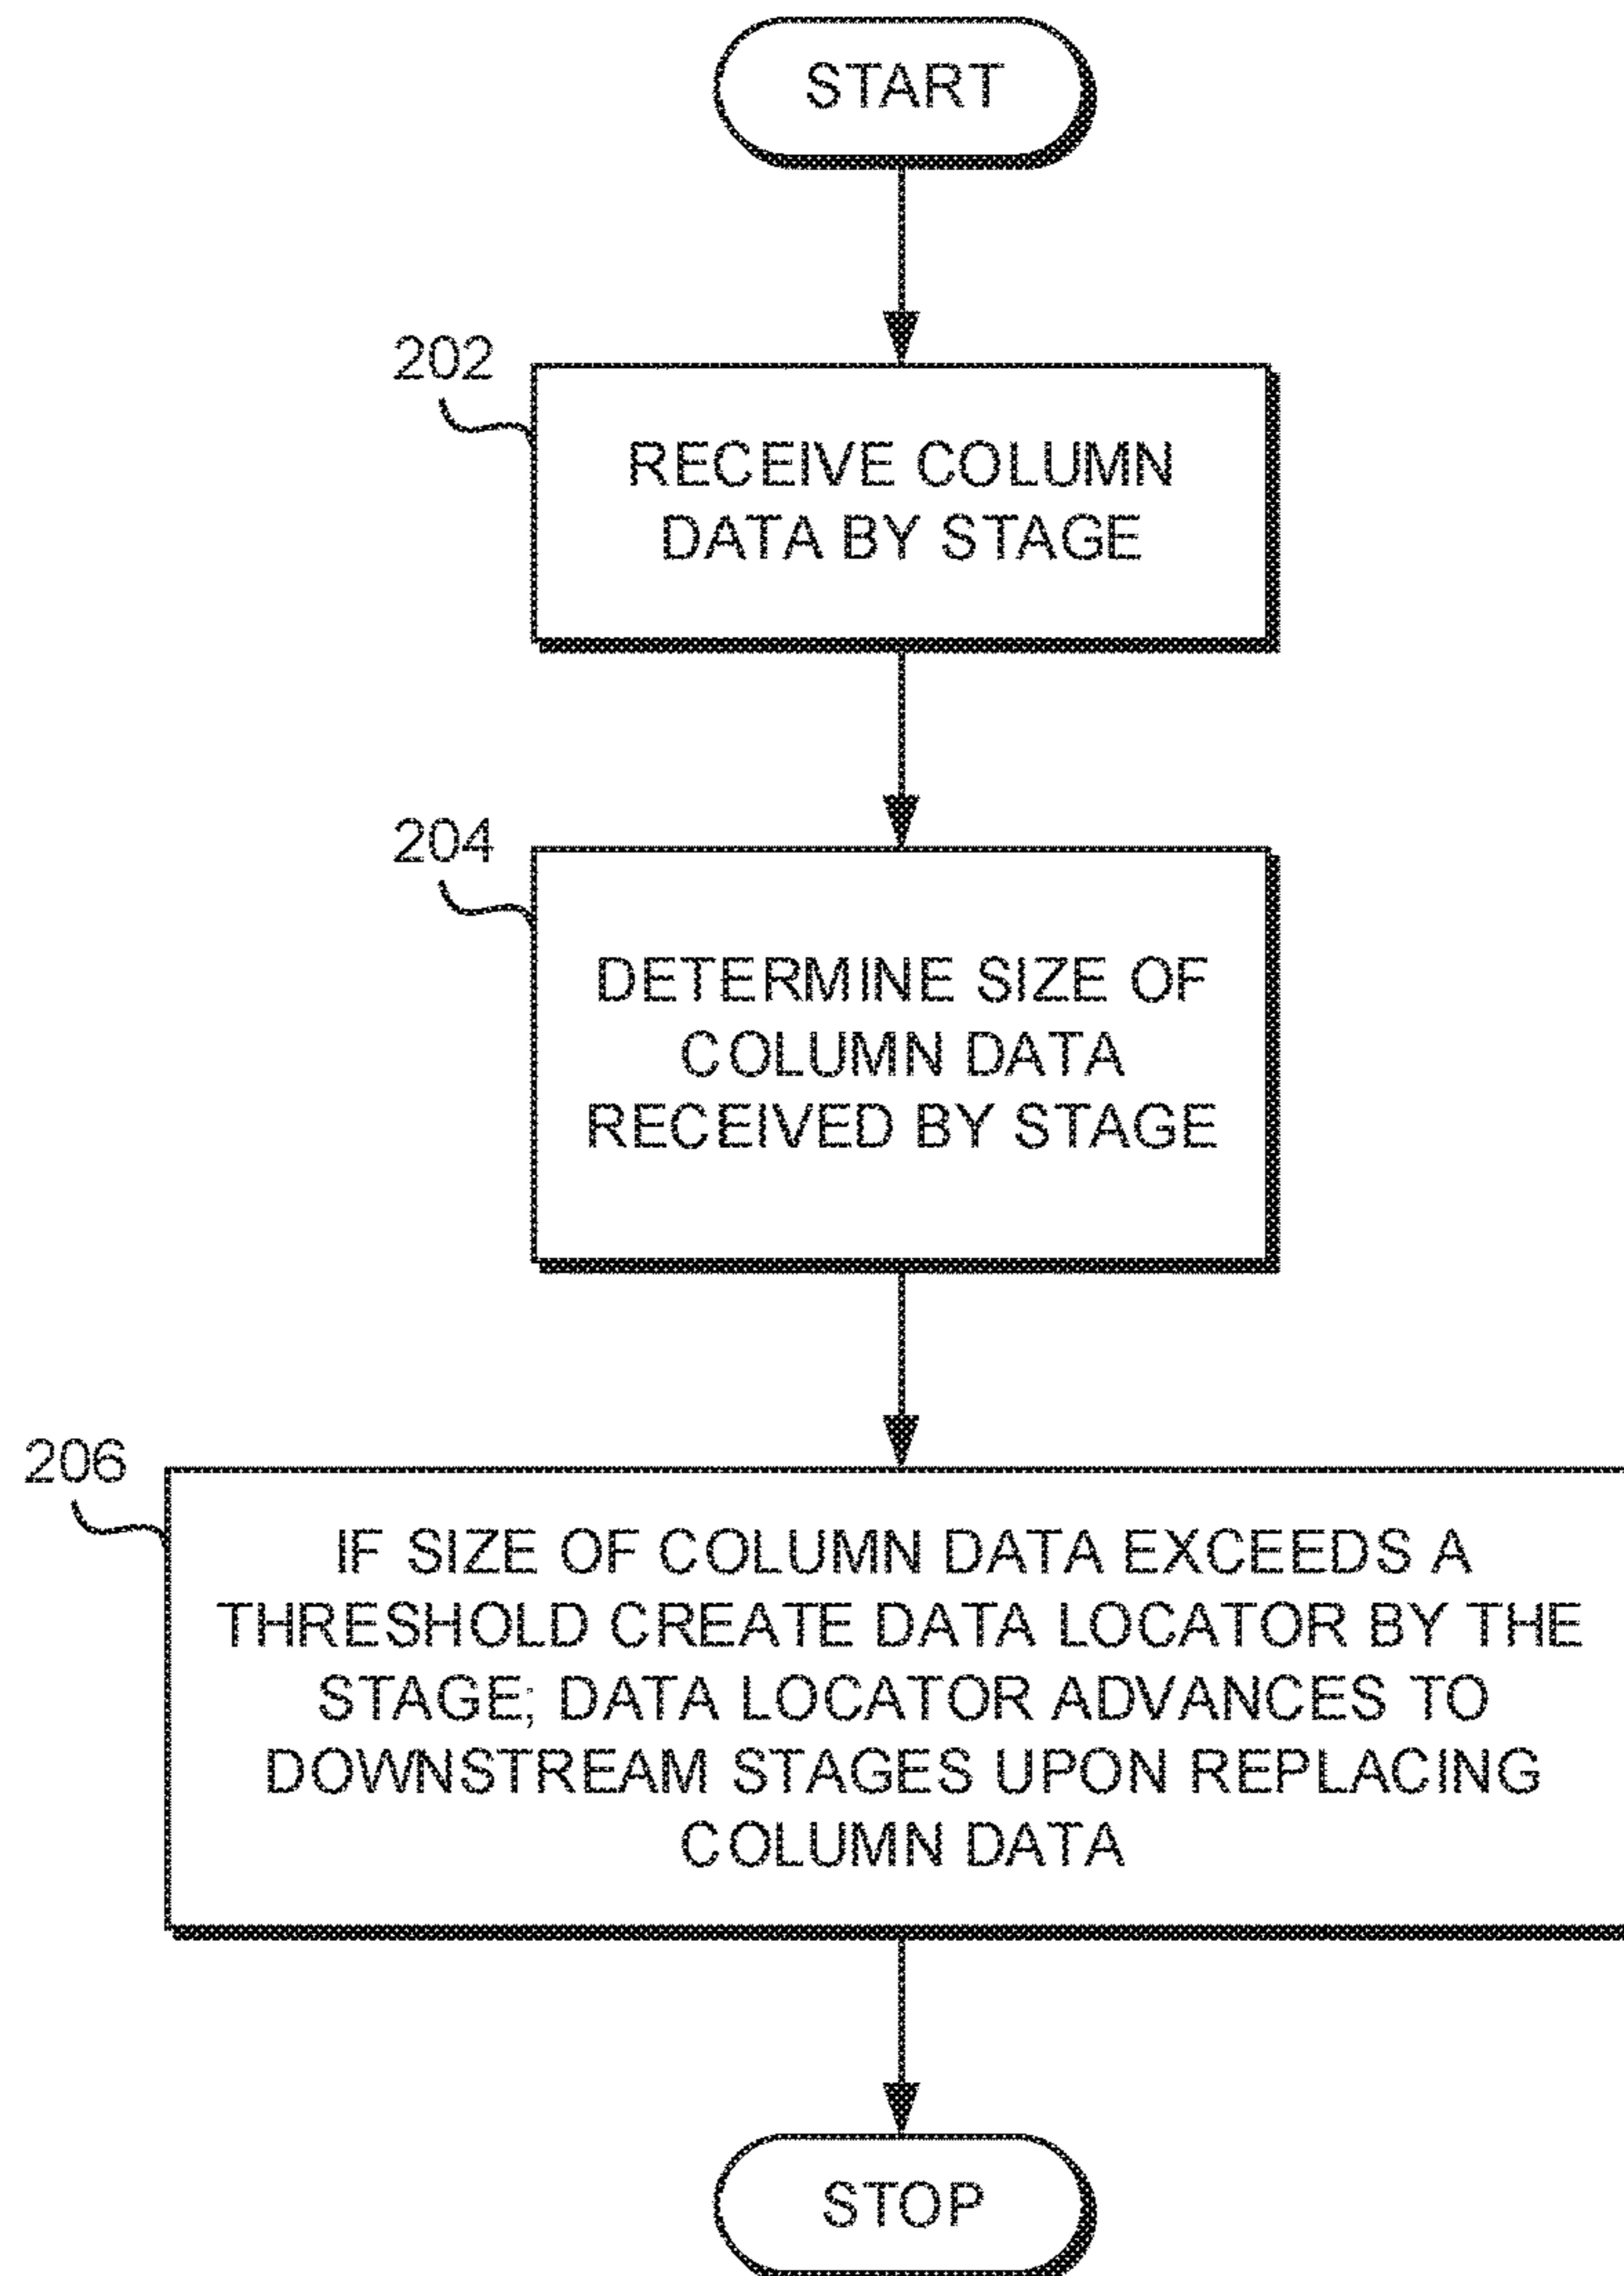 START
202
RECEIVE COLUMN
DATA BY STAGE
204
DETERMINE SIZE OF
COLUMN DATA
RECEIVED BY STAGE
206
IF SIZE OF COLUMN DATA EXCEEDS A
THRESHOLD CREATE DATA LOCATOR BY THE
STAGE; DATA LOCATOR ADVANCES TO
DOWNSTREAM STAGES UPON REPLACING
COLUMN DATA
STOP